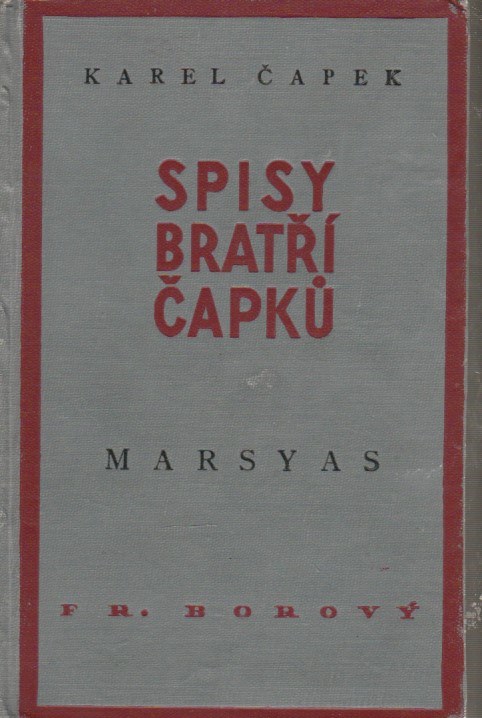 KAREL ČAPEK
SPISY
BRATŘÍ
ČAPKŮ
MARSYAS
FR. BOROVÝ